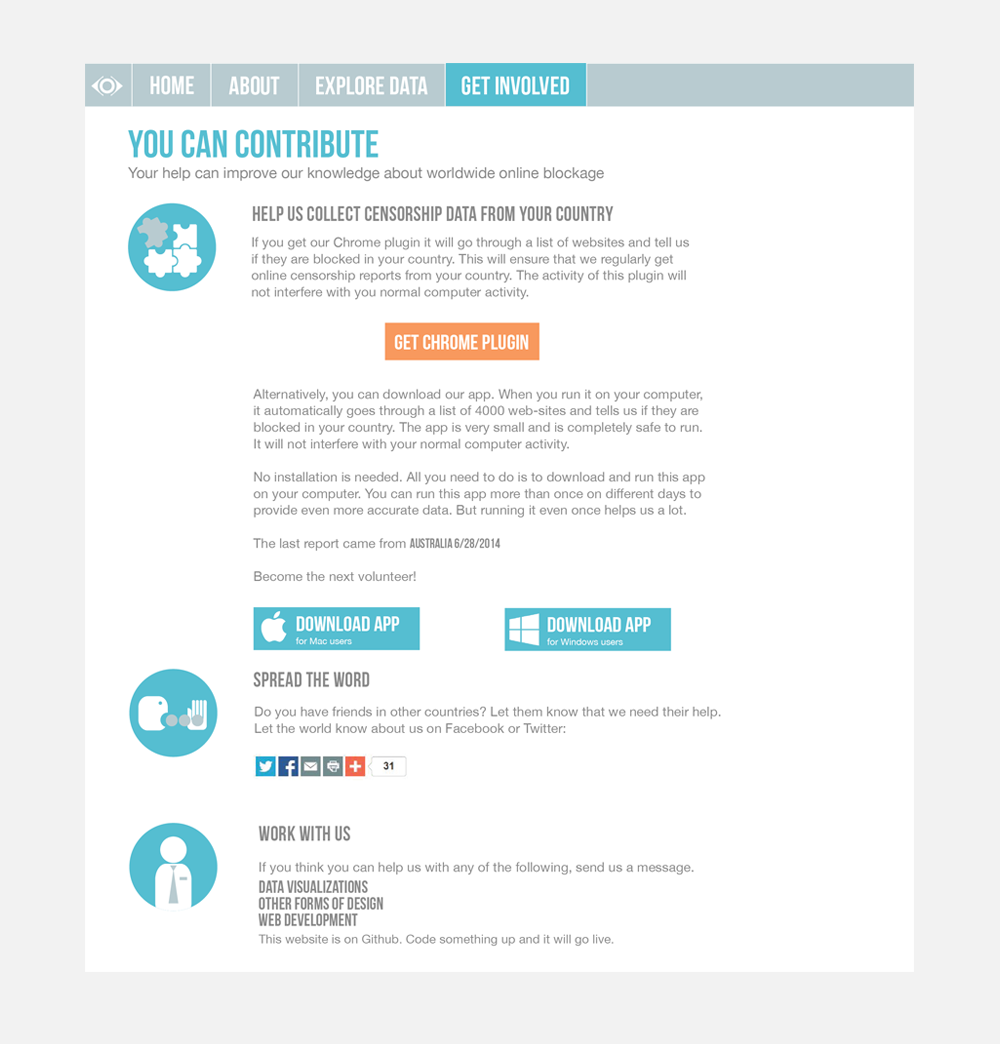 HOME ABOUT EXPLORE DATA GET INVOLVED
YOU CAN CONTRIBUTE
Your help can improve our knowledge about worldwide online blockage
HELP US COLLECT CENSORSHIP DATA FROM YOUR COUNTRY
If you get our Chrome plugin it will go through a list of websites and tell us
if they are blocked in your country. This will ensure that we regularly get
online censorship reports from your country. The activity of this plugin will
not interfere with you normal computer activity.
GET CHROME PLUGIN
Alternatively, you can download our app. When you run it on your computer,
it automatically goes through a list of 4000 web-sites and tells us if they are
blocked in your country. The app is very small and is completely safe to run.
It will not interfere with your normal computer activity.
No installation is needed. All you need to do is to download and run this app
on your computer. You can run this app more than once on different days to
provide even more accurate data. But running it even once helps us a lot.
The last report came from AUSTRALIA 6/28/2014
Become the next volunteer!
DOWNLOAD APP
for Mac users
DOWNLOAD APP
for Windows users
SPREAD THE WORD
Do you have friends in other countries? Let them know that we need their help.
Let the world know about us on Facebook or Twitter:
31
WORK WITH US
If you think you can help us with any of the following, send us a message.
DATA VISUALIZATIONS
OTHER FORMS OF DESIGN
WEB DEVELOPMENT
This website is on Github. Code something up and it will go live.